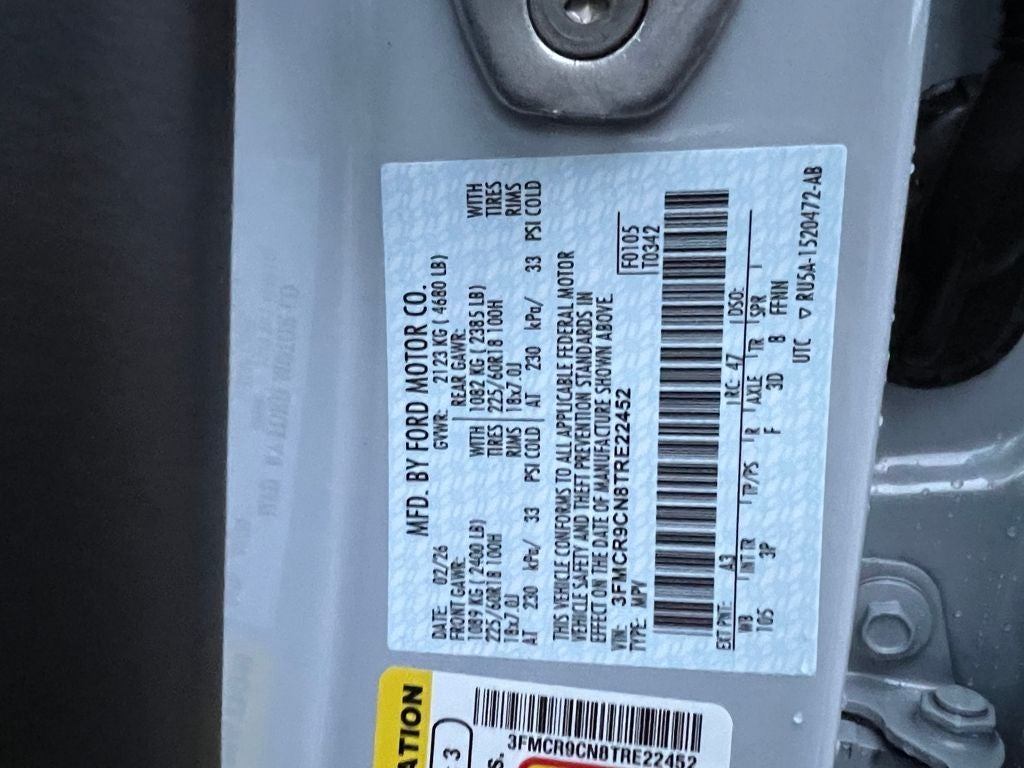 MFD. BY FORD MOTOR CO.
DATE: 02/26 GVWR: 2123 KG ( 4680 LB)
FRONT GAWR: REAR GAWR:
1089 KG ( 2400 LB) WITH 1082 KG ( 2385 LB) WITH
225/60R18 100H TIRES 225/60R18 100H TIRES
18x7.0J RIMS 18x7.0J RIMS
AT 230 kPa/ 33 PSI COLD AT 230 kPa/ 33 PSI COLD
THIS VEHICLE CONFORMS TO ALL APPLICABLE FEDERAL MOTOR
VEHICLE SAFETY AND THEFT PREVENTION STANDARDS IN
EFFECT ON THE DATE OF MANUFACTURE SHOWN ABOVE
VIN: 3FMCR9CN8TRE22452 F0105
TYPE: MPV T0342
EXT PNT: A3 RC: 47 DSO:
WB INT TR TP/PS R AXLE TR SPR
105 3P F 3D 8 FFNN
UTC ▽ RU5A-1520472-AB
ATION
3
S.
3FMCR9CN8TRE22452